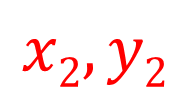 x₂, y₂